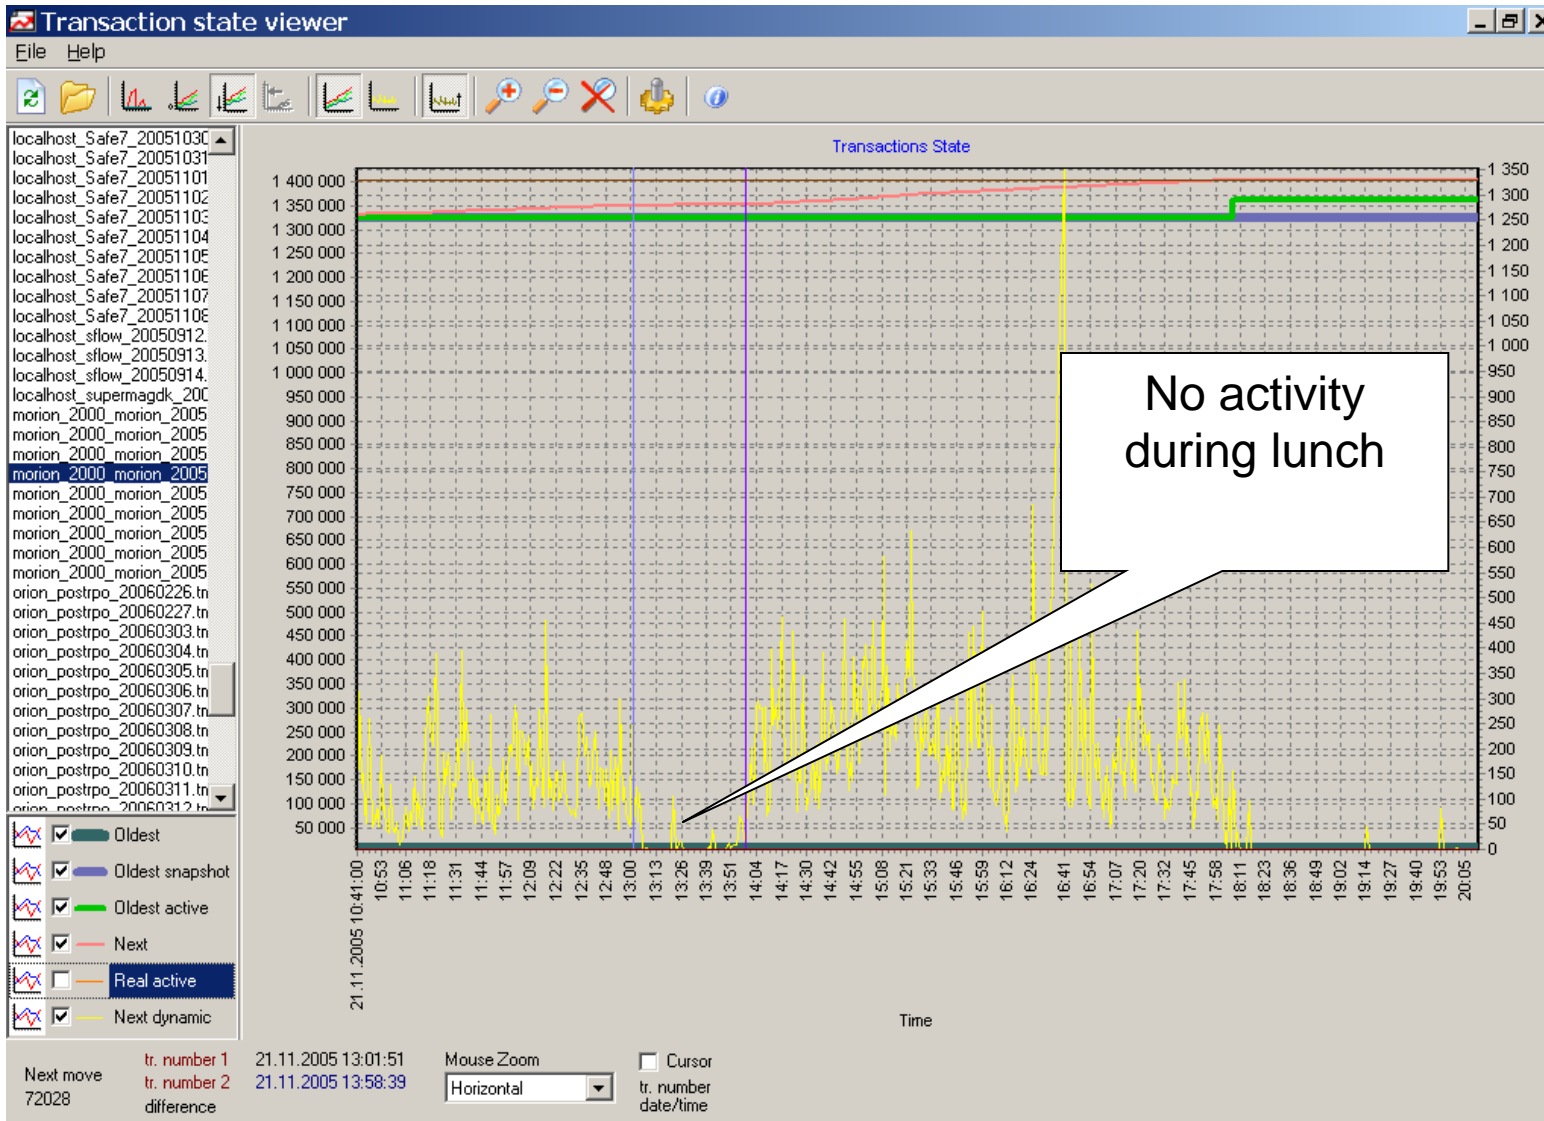 Transaction state viewer
File Help
localhost_Safe7_2005103C
localhost_Safe7_20051031
localhost_Safe7_20051101
localhost_Safe7_20051102
localhost_Safe7_20051103
localhost_Safe7_20051104
localhost_Safe7_20051105
localhost_Safe7_2005110E
localhost_Safe7_20051107
localhost_Safe7_2005110E
localhost_sflow_20050912.
localhost_sflow_20050913.
localhost_sflow_20050914.
localhost_supermagdk_20C
morion_2000_morion_2005
morion_2000_morion_2005
morion_2000_morion_2005
morion_2000_morion_2005
morion_2000_morion_2005
morion_2000_morion_2005
morion_2000_morion_2005
morion_2000_morion_2005
morion_2000_morion_2005
orion_postrpo_20060226.tn
orion_postrpo_20060227.tn
orion_postrpo_20060303.tn
orion_postrpo_20060304.tn
orion_postrpo_20060305.tn
orion_postrpo_20060306.tn
orion_postrpo_20060307.tn
orion_postrpo_20060308.tn
orion_postrpo_20060309.tn
orion_postrpo_20060310.tn
orion_postrpo_20060311.tn
orion_postrpo_20060312.tn
Oldest
Oldest snapshot
Oldest active
Next
Real active
Next dynamic
Transactions State
1 400 000
1 350 000
1 300 000
1 250 000
1 200 000
1 150 000
1 100 000
1 050 000
1 000 000
950 000
900 000
850 000
800 000
750 000
700 000
650 000
600 000
550 000
500 000
450 000
400 000
350 000
300 000
250 000
200 000
150 000
100 000
50 000
1 350
1 300
1 250
1 200
1 150
1 100
1 050
1 000
950
900
850
800
750
700
650
600
550
500
450
400
350
300
250
200
150
100
50
0
No activity
during lunch
21.11.2005 10:41:00
10:53
11:06
11:18
11:31
11:44
11:57
12:09
12:22
12:35
12:48
13:00
13:13
13:26
13:39
13:51
14:04
14:17
14:30
14:42
14:55
15:08
15:21
15:33
15:46
15:59
16:12
16:24
16:41
16:54
17:07
17:20
17:32
17:45
17:58
18:11
18:23
18:36
18:49
19:02
19:14
19:27
19:40
19:53
20:05
Time
Next move
72028
tr. number 1 21.11.2005 13:01:51
tr. number 2 21.11.2005 13:58:39
difference
Mouse Zoom
Horizontal
Cursor
tr. number
date/time